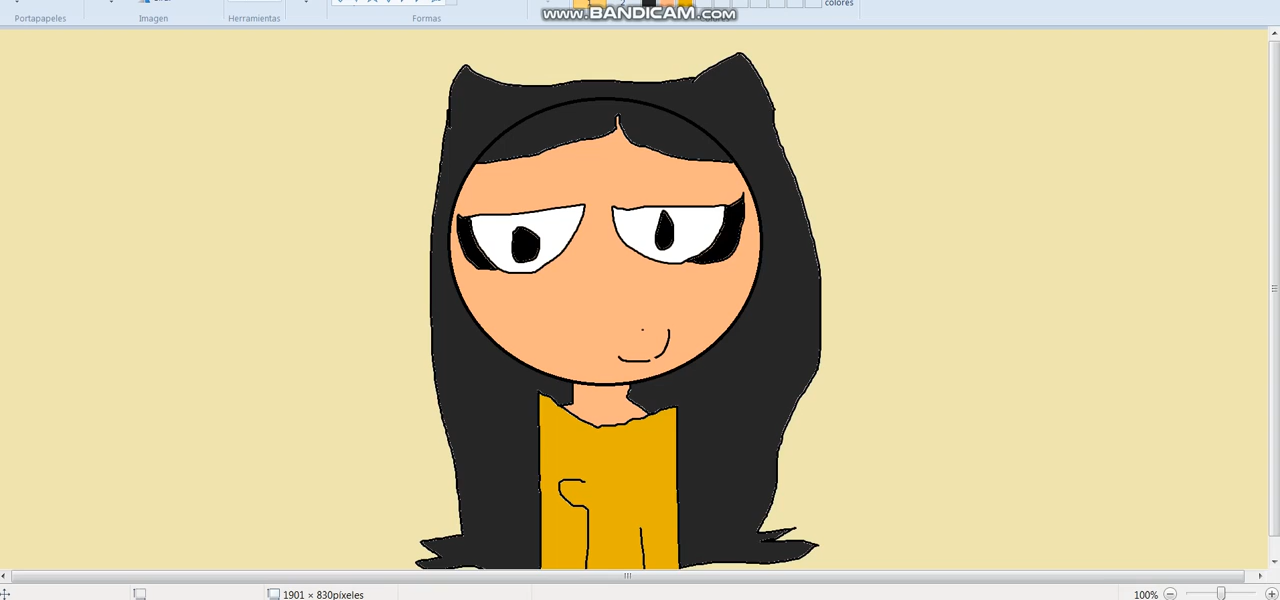 www.BANDICAM.com
colores
Portapapeles
Imagen
Herramientas
Formas
1901 × 830píxeles
100%